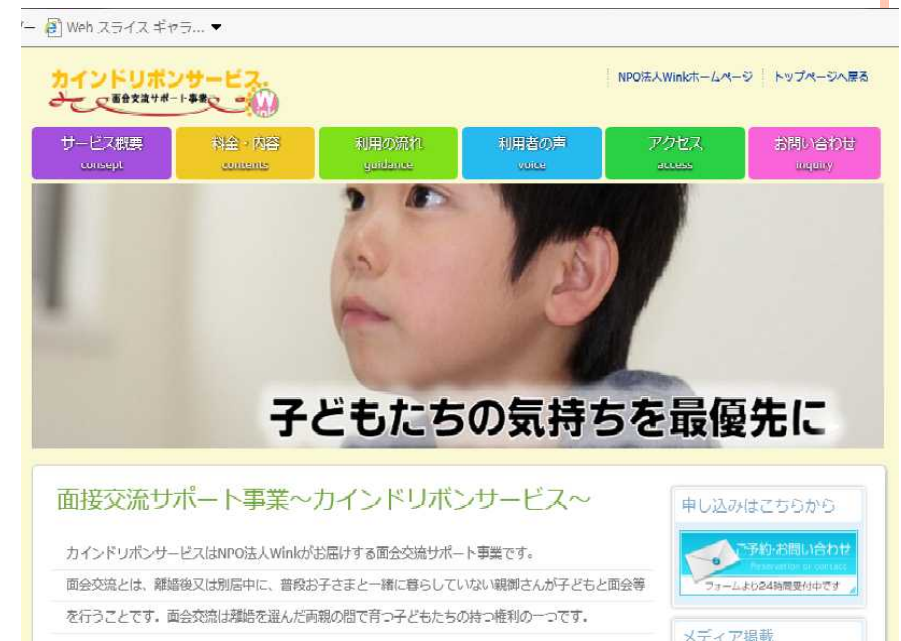 Web スライス ギャラ... ▼
カインドリボンサービス
面会交流サポート事業
NPO法人Winkホームページ
トップページへ戻る
サービス概要
consept
料金・内容
contents
利用の流れ
guidance
利用者の声
voice
アクセス
access
お問い合わせ
inquiry
子どもたちの気持ちを最優先に
面接交流サポート事業～カインドリボンサービス～
カインドリボンサービスはNPO法人Winkがお届けする面会交流サポート事業です。
面会交流とは、離婚後又は別居中に、普段お子さまと一緒に暮らしていない親御さんが子どもと面会等
を行うことです。面会交流は離婚を選んだ両親の間で育つ子どもたちの持つ権利の一つです。
申し込みはこちらから
ご予約・お問い合わせ
Reservation or contact
フォームより24時間受付中です
メディア掲載